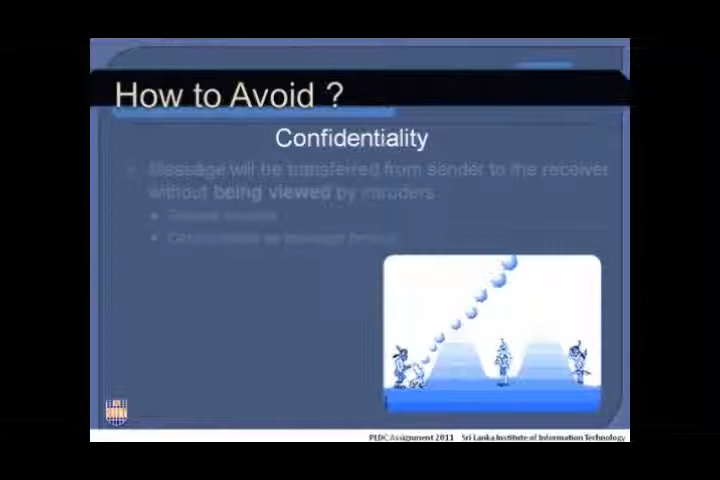 How to Avoid ?
Confidentiality
Message will be transferred from sender to the receiver
without being viewed by intruders
PEDC Assignment 2011 Sri Lanka Institute of Information Technology